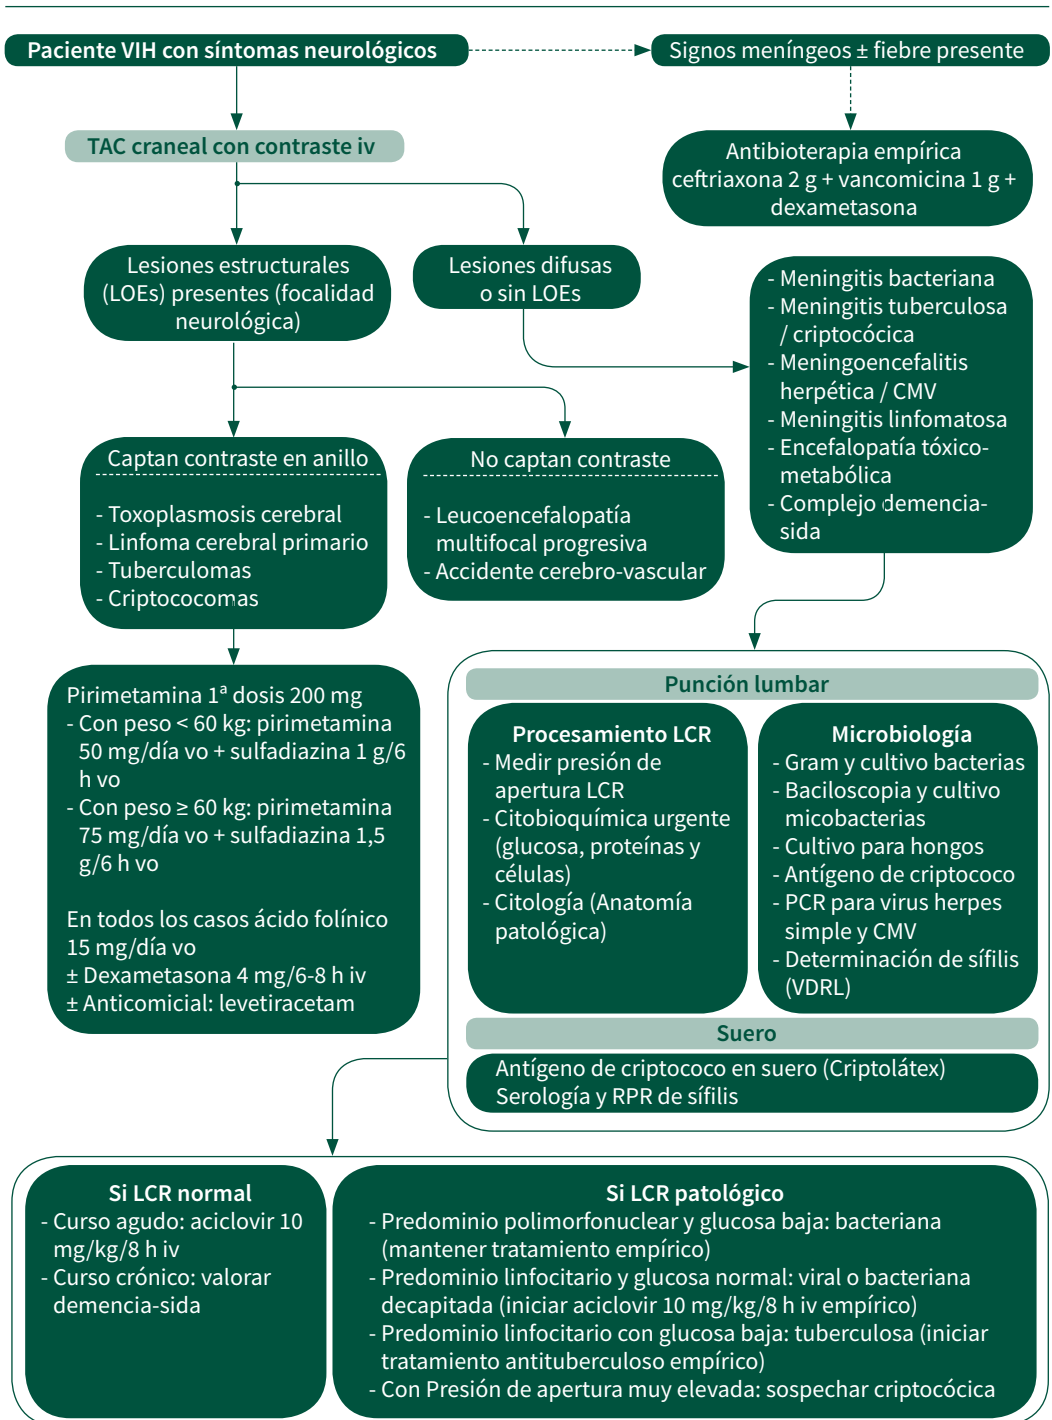 Paciente VIH con síntomas neurológicos
Signos meníngeos ± fiebre presente
TAC craneal con contraste iv
Antibioterapia empírica
ceftriaxona 2 g + vancomicina 1 g +
dexametasona
Lesiones estructurales
(LOEs) presentes (focalidad
neurológica)
Lesiones difusas
o sin LOEs
- Meningitis bacteriana
- Meningitis tuberculosa
/ criptocócica
- Meningoencefalitis
herpética / CMV
- Meningitis linfomatosa
- Encefalopatía tóxico-
metabólica
- Complejo demencia-
sida
Captan contraste en anillo
- Toxoplasmosis cerebral
- Linfoma cerebral primario
- Tuberculomas
- Criptococomas
No captan contraste
- Leucoencefalopatía
multifocal progresiva
- Accidente cerebro-vascular
Pirimetamina 1ª dosis 200 mg
- Con peso < 60 kg: pirimetamina
50 mg/día vo + sulfadiazina 1 g/6
h vo
- Con peso ≥ 60 kg: pirimetamina
75 mg/día vo + sulfadiazina 1,5
g/6 h vo
En todos los casos ácido folínico
15 mg/día vo
± Dexametasona 4 mg/6-8 h iv
± Anticomicial: levetiracetam
Punción lumbar
Procesamiento LCR
- Medir presión de
apertura LCR
- Citobioquímica urgente
(glucosa, proteínas y
células)
- Citología (Anatomía
patológica)
Microbiología
- Gram y cultivo bacterias
- Baciloscopia y cultivo
micobacterias
- Cultivo para hongos
- Antígeno de criptococo
- PCR para virus herpes
simple y CMV
- Determinación de sífilis
(VDRL)
Suero
Antígeno de criptococo en suero (Criptolátex)
Serología y RPR de sífilis
Si LCR normal
- Curso agudo: aciclovir 10
mg/kg/8 h iv
- Curso crónico: valorar
demencia-sida
Si LCR patológico
- Predominio polimorfonuclear y glucosa baja: bacteriana
(mantener tratamiento empírico)
- Predominio linfocitario y glucosa normal: viral o bacteriana
decapitada (iniciar aciclovir 10 mg/kg/8 h iv empírico)
- Predominio linfocitario con glucosa baja: tuberculosa (iniciar
tratamiento antituberculoso empírico)
- Con Presión de apertura muy elevada: sospechar criptocócica